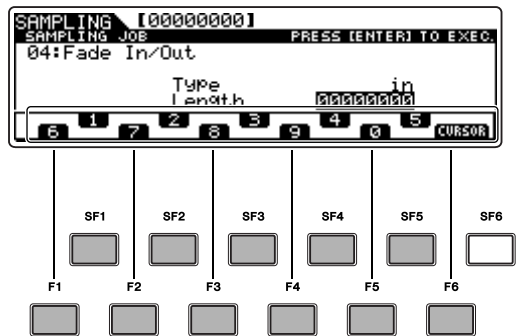 SAMPLING [00000000]
SAMPLING JOB PRESS [ENTER] TO EXEC.
04:Fade In/Out
Type in
Length 00000000
1 2 3 4 5
6 7 8 9 0 CURSOR
SF1 SF2 SF3 SF4 SF5 SF6
F1 F2 F3 F4 F5 F6